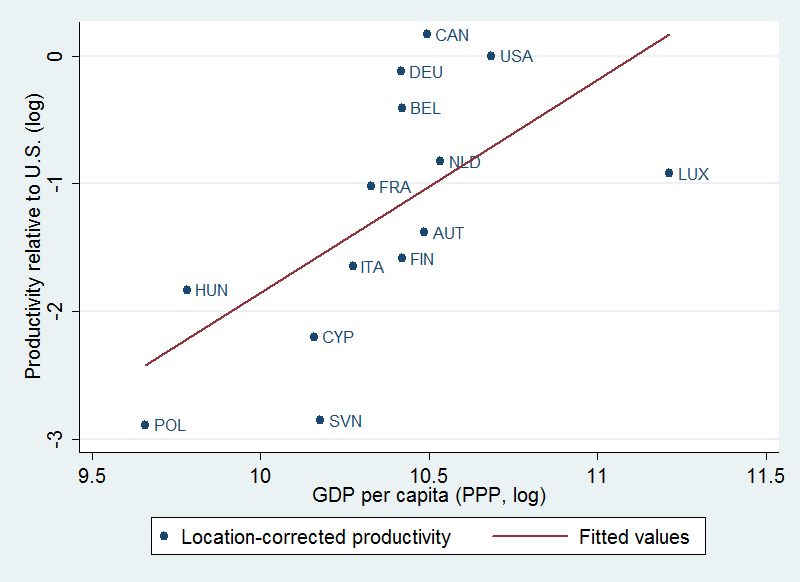 Productivity relative to U.S. (log)
0
-1
-2
-3
CAN
USA
DEU
BEL
NLD
LUX
FRA
AUT
FIN
ITA
HUN
CYP
SVN
POL
9.5 10 10.5 11 11.5
GDP per capita (PPP, log)
Location-corrected productivity Fitted values